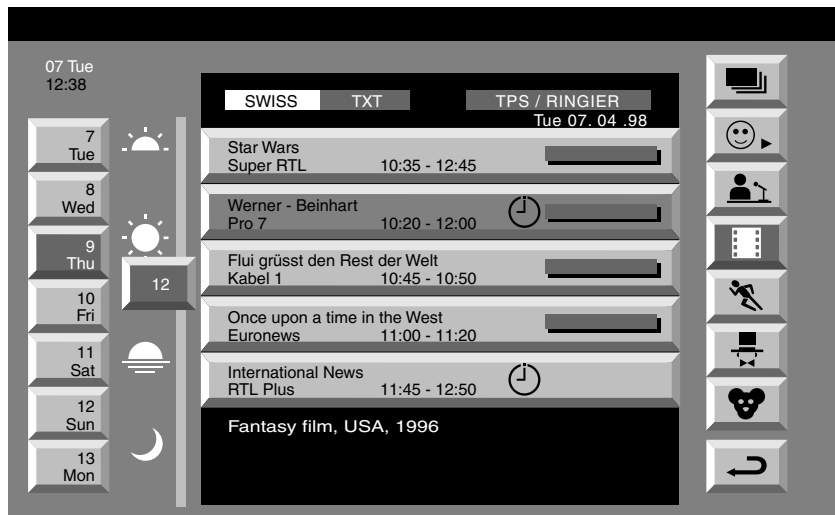 07 Tue
12:38
7
Tue
8
Wed
9
Thu
10
Fri
11
Sat
12
Sun
13
Mon
12
SWISS TXT TPS / RINGIER
Tue 07. 04 .98
Star Wars
Super RTL 10:35 - 12:45
Werner - Beinhart
Pro 7 10:20 - 12:00
Flui grüsst den Rest der Welt
Kabel 1 10:45 - 10:50
Once upon a time in the West
Euronews 11:00 - 11:20
International News
RTL Plus 11:45 - 12:50
Fantasy film, USA, 1996